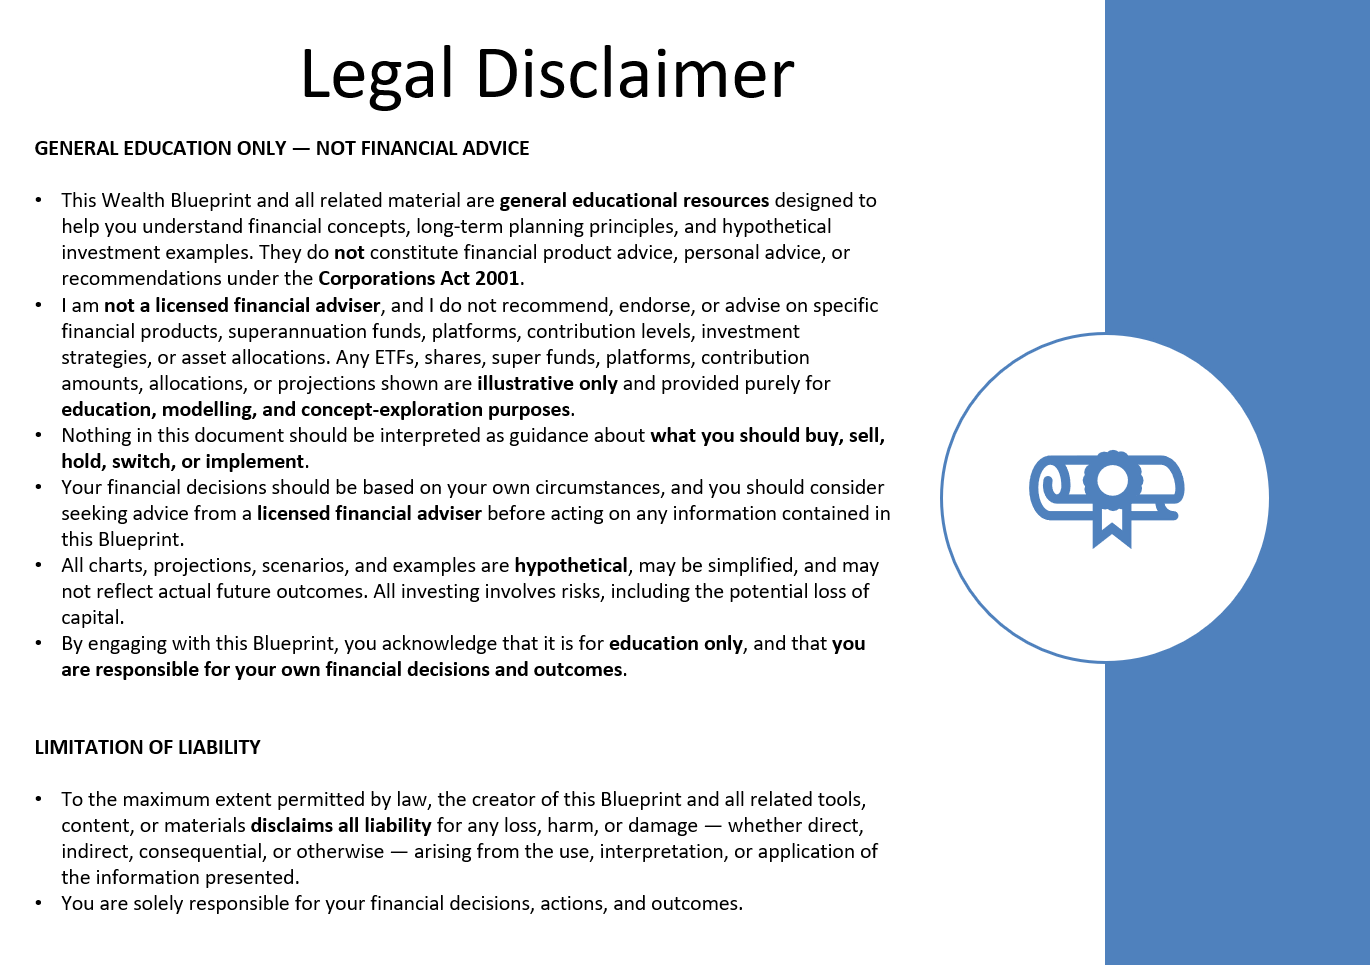 Legal Disclaimer
GENERAL EDUCATION ONLY — NOT FINANCIAL ADVICE
• This Wealth Blueprint and all related material are general educational resources designed to
help you understand financial concepts, long-term planning principles, and hypothetical
investment examples. They do not constitute financial product advice, personal advice, or
recommendations under the Corporations Act 2001.
• I am not a licensed financial adviser, and I do not recommend, endorse, or advise on specific
financial products, superannuation funds, platforms, contribution levels, investment
strategies, or asset allocations. Any ETFs, shares, super funds, platforms, contribution
amounts, allocations, or projections shown are illustrative only and provided purely for
education, modelling, and concept-exploration purposes.
• Nothing in this document should be interpreted as guidance about what you should buy, sell,
hold, switch, or implement.
• Your financial decisions should be based on your own circumstances, and you should consider
seeking advice from a licensed financial adviser before acting on any information contained in
this Blueprint.
• All charts, projections, scenarios, and examples are hypothetical, may be simplified, and may
not reflect actual future outcomes. All investing involves risks, including the potential loss of
capital.
• By engaging with this Blueprint, you acknowledge that it is for education only, and that you
are responsible for your own financial decisions and outcomes.
LIMITATION OF LIABILITY
• To the maximum extent permitted by law, the creator of this Blueprint and all related tools,
content, or materials disclaims all liability for any loss, harm, or damage — whether direct,
indirect, consequential, or otherwise — arising from the use, interpretation, or application of
the information presented.
• You are solely responsible for your financial decisions, actions, and outcomes.